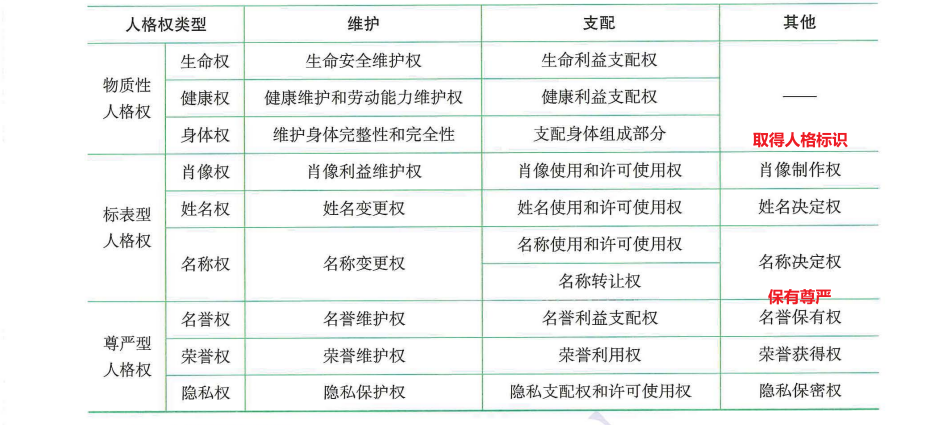 人格权类型 维护 支配 其他
物质性人格权 生命权 生命安全维护权 生命利益支配权 ——
健康权 健康维护和劳动能力维护权 健康利益支配权
身体权 维护身体完整性和完全性 支配身体组成部分
取得人格标识
标表型人格权 肖像权 肖像利益维护权 肖像使用和许可使用权 肖像制作权
姓名权 姓名变更权 姓名使用和许可使用权 姓名决定权
名称权 名称变更权 名称使用和许可使用权 名称决定权
名称转让权
保有尊严
尊严型人格权 名誉权 名誉维护权 名誉利益支配权 名誉保有权
荣誉权 荣誉维护权 荣誉利用权 荣誉获得权
隐私权 隐私保护权 隐私支配权和许可使用权 隐私保密权